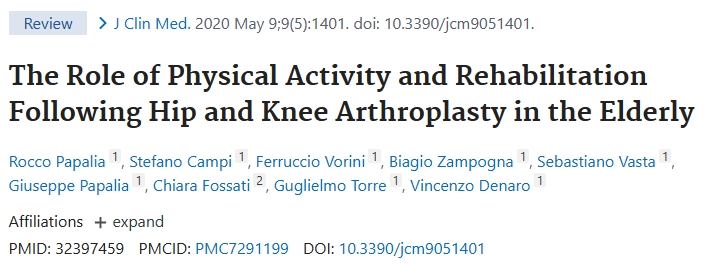 Review > J Clin Med. 2020 May 9;9(5):1401. doi: 10.3390/jcm9051401.
The Role of Physical Activity and Rehabilitation
Following Hip and Knee Arthroplasty in the Elderly
Rocco Papalia 1, Stefano Campi 1, Ferruccio Vorini 1, Biagio Zampogna 1, Sebastiano Vasta 1,
Giuseppe Papalia 1, Chiara Fossati 2, Guglielmo Torre 1, Vincenzo Denaro 1
Affiliations + expand
PMID: 32397459 PMCID: PMC7291199 DOI: 10.3390/jcm9051401